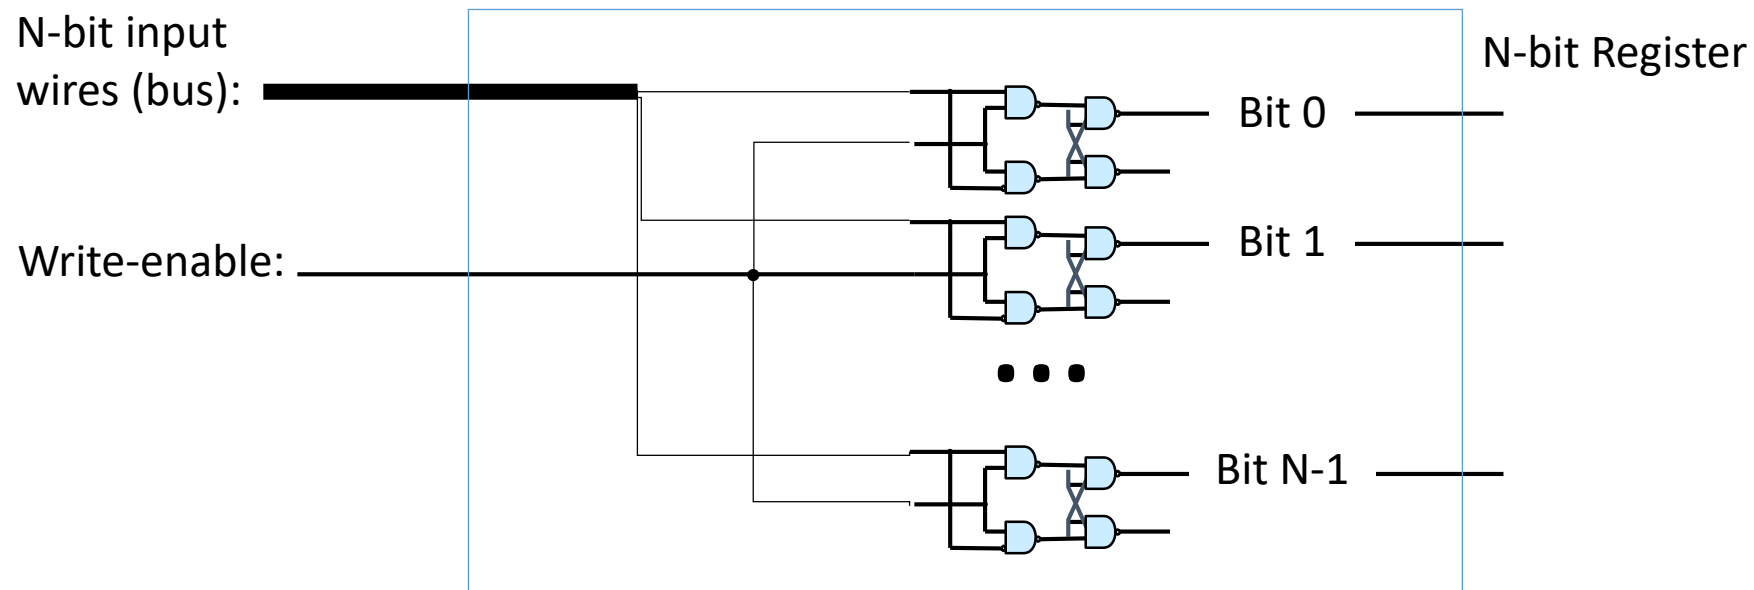 N-bit input
wires (bus):
N-bit Register
Bit 0
Bit 1
Write-enable:
Bit N-1